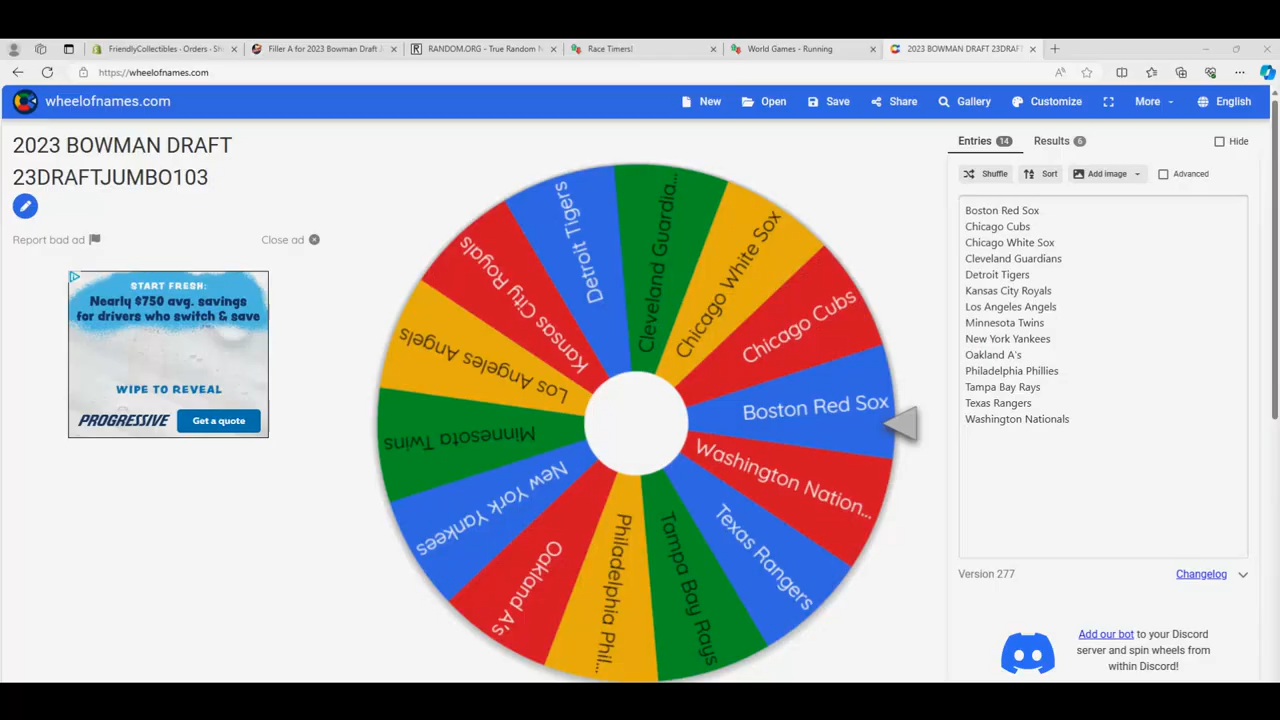 FriendlyCollectibles - Orders - Sh
Filler A for 2023 Bowman Draft J
RANDOM.ORG - True Random N
Race Timers!
World Games - Running
2023 BOWMAN DRAFT 23DRAFT
https://wheelofnames.com
wheelofnames.com
New
Open
Save
Share
Gallery
Customize
More
English
2023 BOWMAN DRAFT
23DRAFTJUMBO103
Report bad ad
Close ad
START FRESH:
Nearly $750 avg. savings
for drivers who switch & save
WIPE TO REVEAL
PROGRESSIVE
Get a quote
Cleveland Guardia...
Chicago White Sox
Chicago Cubs
Boston Red Sox
Washington Nation...
Texas Rangers
Tampa Bay Rays
Philadelphia Phil...
Oakland A's
New York Yankees
Minnesota Twins
Los Angeles Angels
Kansas City Royals
Detroit Tigers
Entries 14
Results 6
Hide
Shuffle
Sort
Add image
Advanced
Boston Red Sox
Chicago Cubs
Chicago White Sox
Cleveland Guardians
Detroit Tigers
Kansas City Royals
Los Angeles Angels
Minnesota Twins
New York Yankees
Oakland A's
Philadelphia Phillies
Tampa Bay Rays
Texas Rangers
Washington Nationals
Version 277
Changelog
Add our bot to your Discord
server and spin wheels from
within Discord!